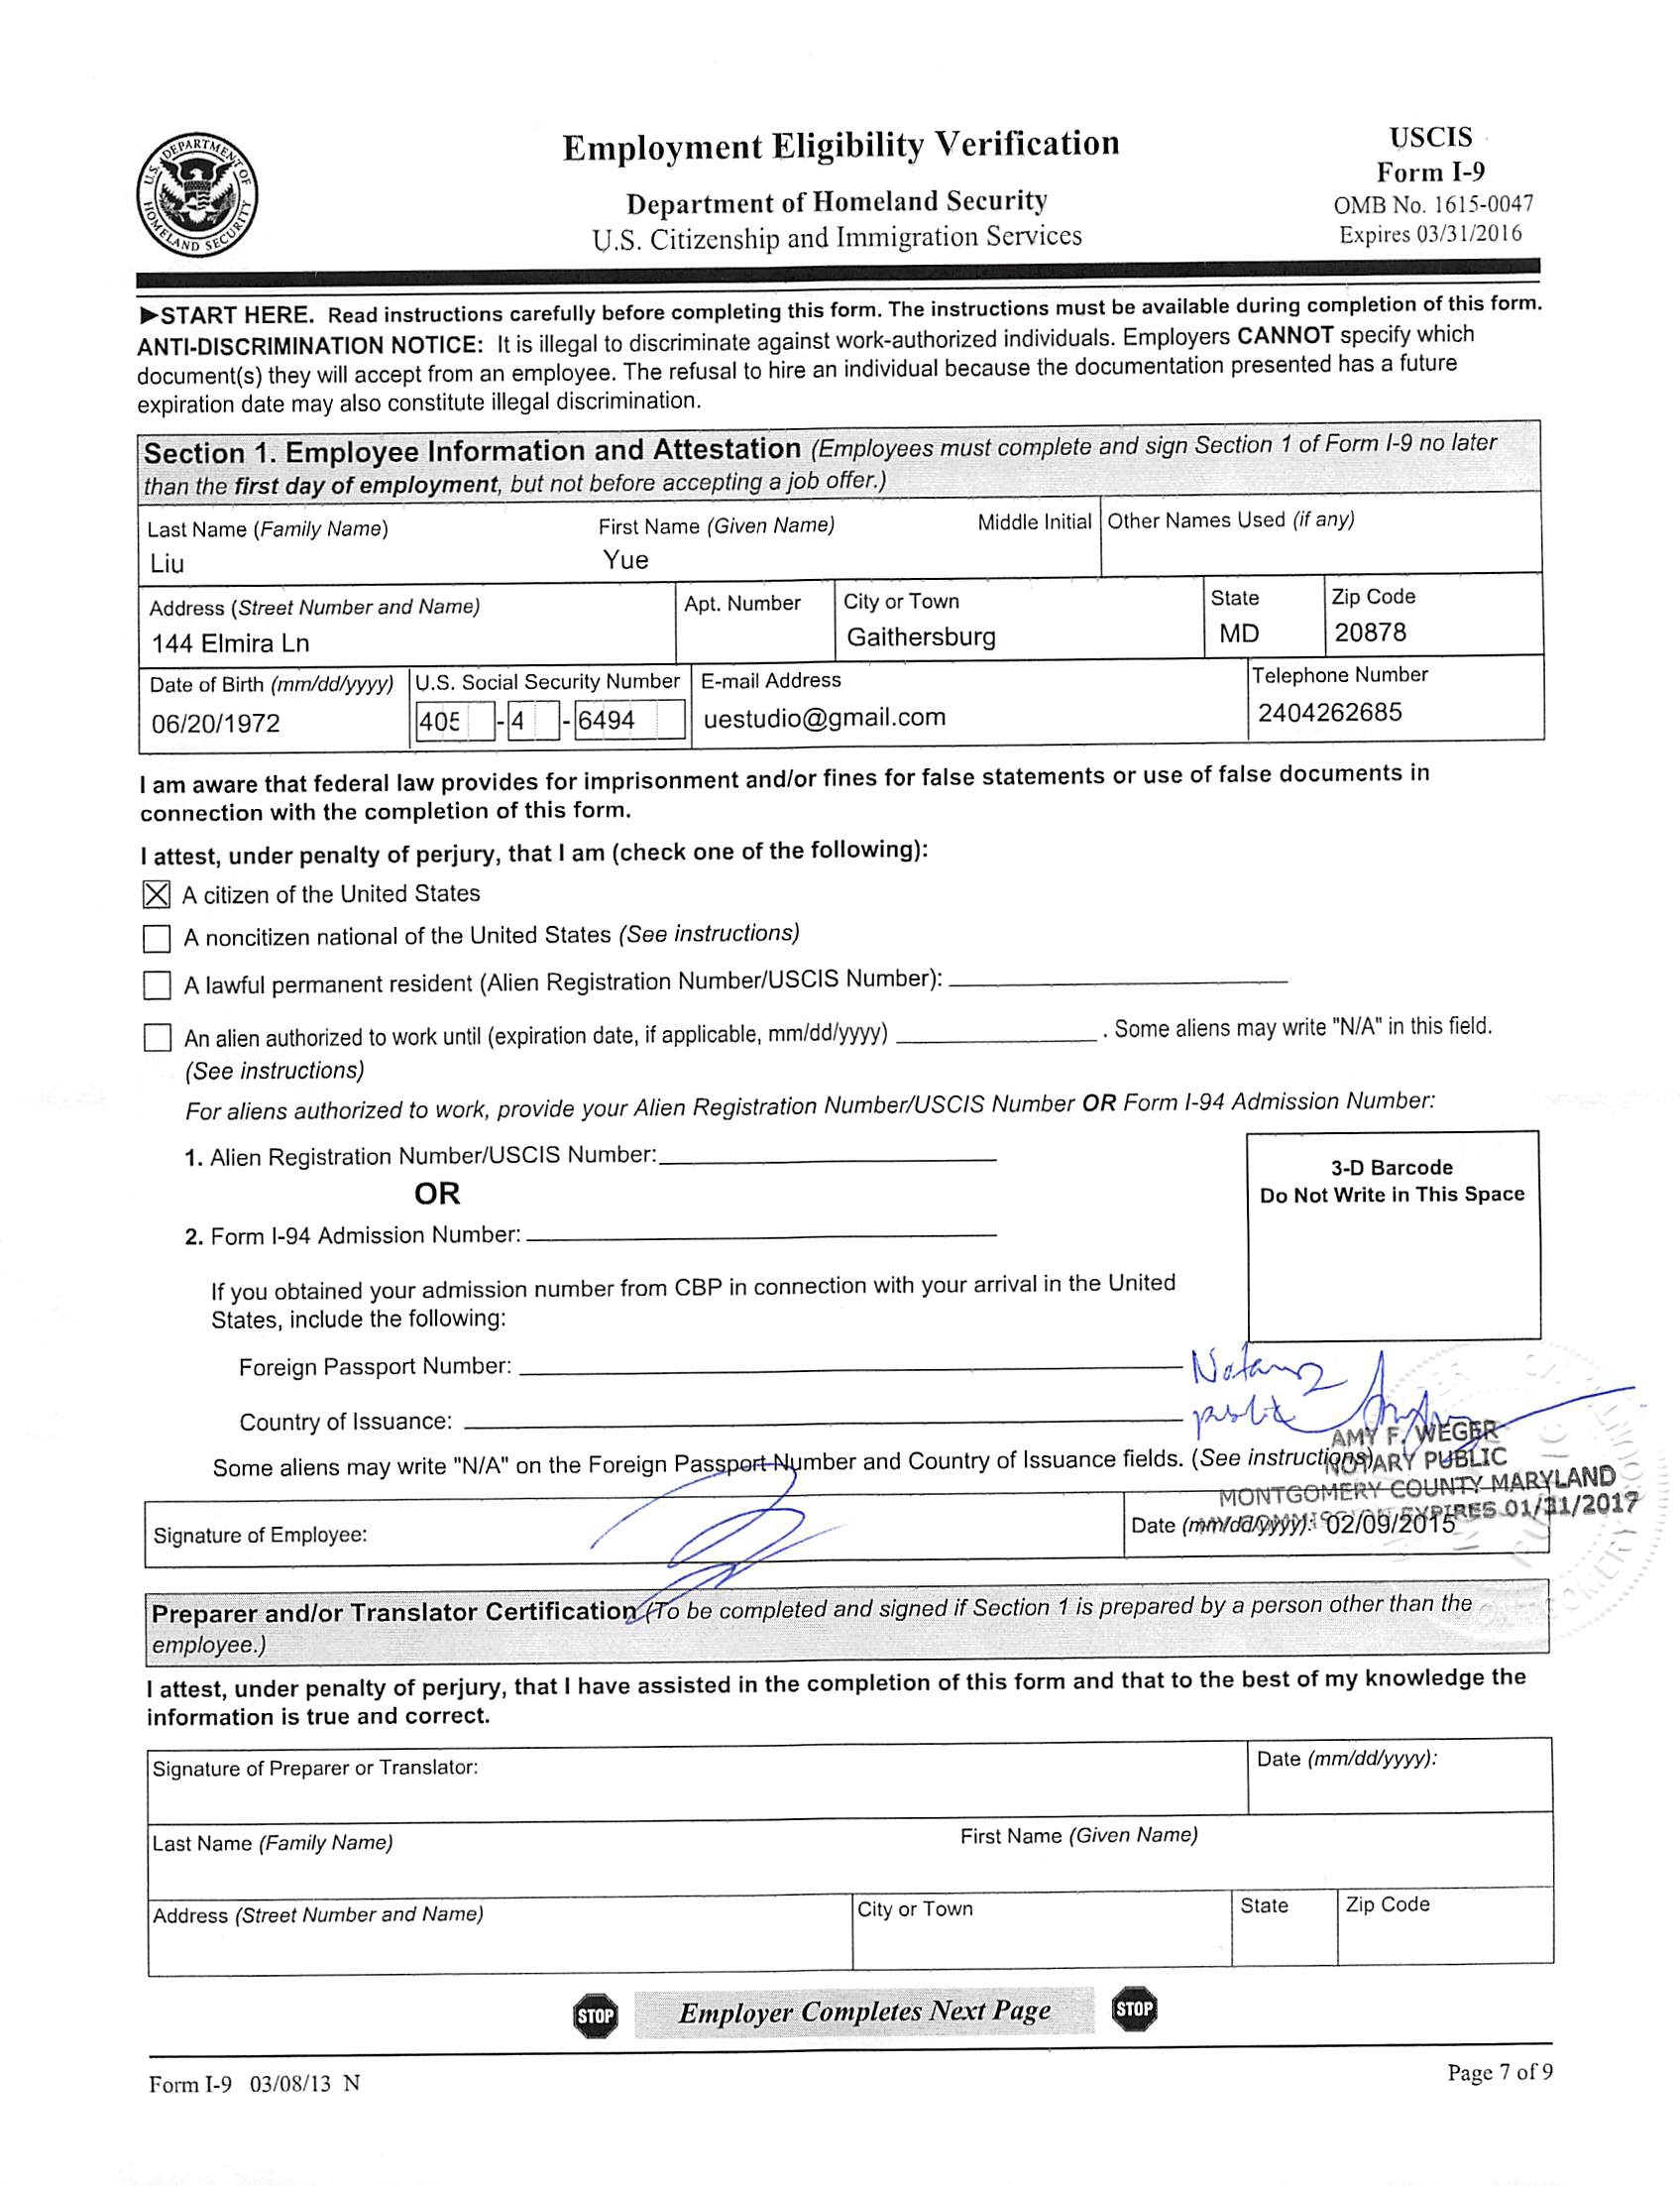 U.S. DEPARTMENT OF HOMELAND SECURITY
Employment Eligibility Verification
Department of Homeland Security
U.S. Citizenship and Immigration Services
USCIS
Form I-9
OMB No. 1615-0047
Expires 03/31/2016
►START HERE. Read instructions carefully before completing this form. The instructions must be available during completion of this form.
ANTI-DISCRIMINATION NOTICE: It is illegal to discriminate against work-authorized individuals. Employers CANNOT specify which
document(s) they will accept from an employee. The refusal to hire an individual because the documentation presented has a future
expiration date may also constitute illegal discrimination.
Section 1. Employee Information and Attestation (Employees must complete and sign Section 1 of Form I-9 no later
than the first day of employment, but not before accepting a job offer.)
Last Name (Family Name) First Name (Given Name) Middle Initial Other Names Used (if any)
Liu Yue
Address (Street Number and Name) Apt. Number City or Town State Zip Code
144 Elmira Ln Gaithersburg MD 20878
Date of Birth (mm/dd/yyyy) U.S. Social Security Number E-mail Address Telephone Number
06/20/1972 405 - 4 - 6494 uestudio@gmail.com 2404262685
I am aware that federal law provides for imprisonment and/or fines for false statements or use of false documents in
connection with the completion of this form.
I attest, under penalty of perjury, that I am (check one of the following):
A citizen of the United States
A noncitizen national of the United States (See instructions)
A lawful permanent resident (Alien Registration Number/USCIS Number):
An alien authorized to work until (expiration date, if applicable, mm/dd/yyyy) . Some aliens may write "N/A" in this field.
(See instructions)
For aliens authorized to work, provide your Alien Registration Number/USCIS Number OR Form I-94 Admission Number:
1. Alien Registration Number/USCIS Number:
OR
2. Form I-94 Admission Number:
3-D Barcode
Do Not Write in This Space
If you obtained your admission number from CBP in connection with your arrival in the United
States, include the following:
Foreign Passport Number:
Notary
Country of Issuance:
public
Some aliens may write "N/A" on the Foreign Passport Number and Country of Issuance fields. (See instructions)
AMY F. WEGER
NOTARY PUBLIC
MONTGOMERY COUNTY MARYLAND
MY COMMISSION EXPIRES 01/31/2017
Signature of Employee: Date (mm/dd/yyyy): 02/09/2015
Preparer and/or Translator Certification (To be completed and signed if Section 1 is prepared by a person other than the
employee.)
I attest, under penalty of perjury, that I have assisted in the completion of this form and that to the best of my knowledge the
information is true and correct.
Signature of Preparer or Translator: Date (mm/dd/yyyy):
Last Name (Family Name) First Name (Given Name)
Address (Street Number and Name) City or Town State Zip Code
STOP Employer Completes Next Page STOP
Form I-9 03/08/13 N Page 7 of 9